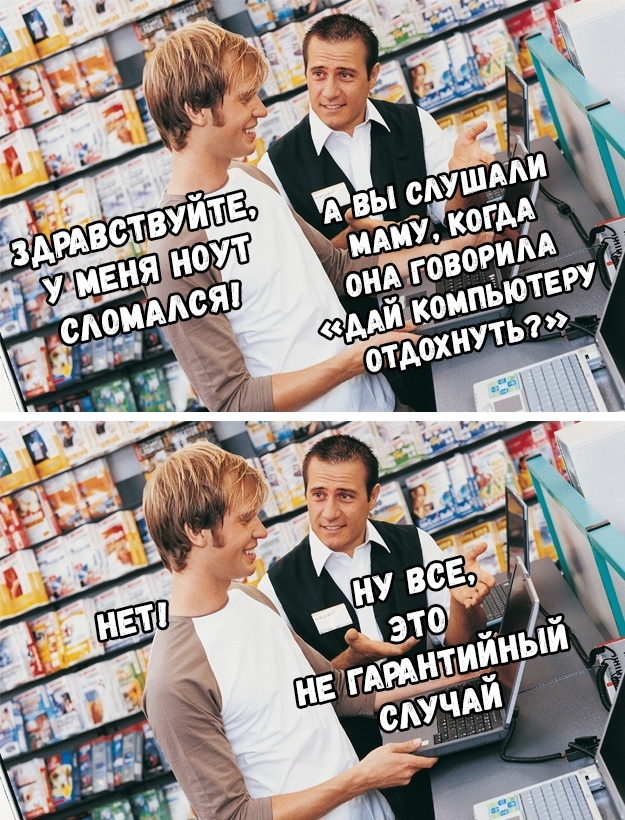 ЗДРАВСТВУЙТЕ,
У МЕНЯ НОУТ
СЛОМАЛСЯ!
А ВЫ СЛУШАЛИ
МАМУ, КОГДА
ОНА ГОВОРИЛА
«ДАЙ КОМПЬЮТЕРУ
ОТДОХНУТЬ?»
НЕТ!
НУ ВСЕ,
ЭТО
НЕ ГАРАНТИЙНЫЙ
СЛУЧАЙ